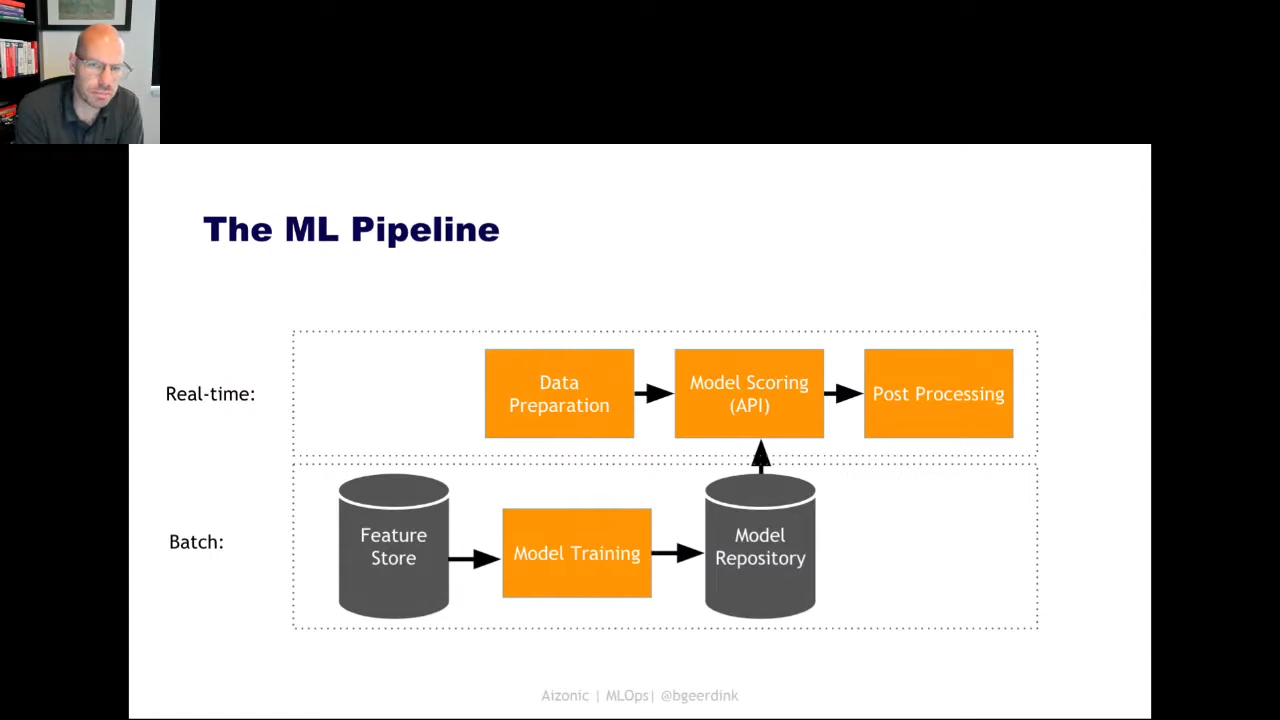 The ML Pipeline
Real-time:
Data
Preparation
Model Scoring
(API)
Post Processing
Batch:
Feature
Store
Model Training
Model
Repository
Aizonic | MLOps| @bgeerdink